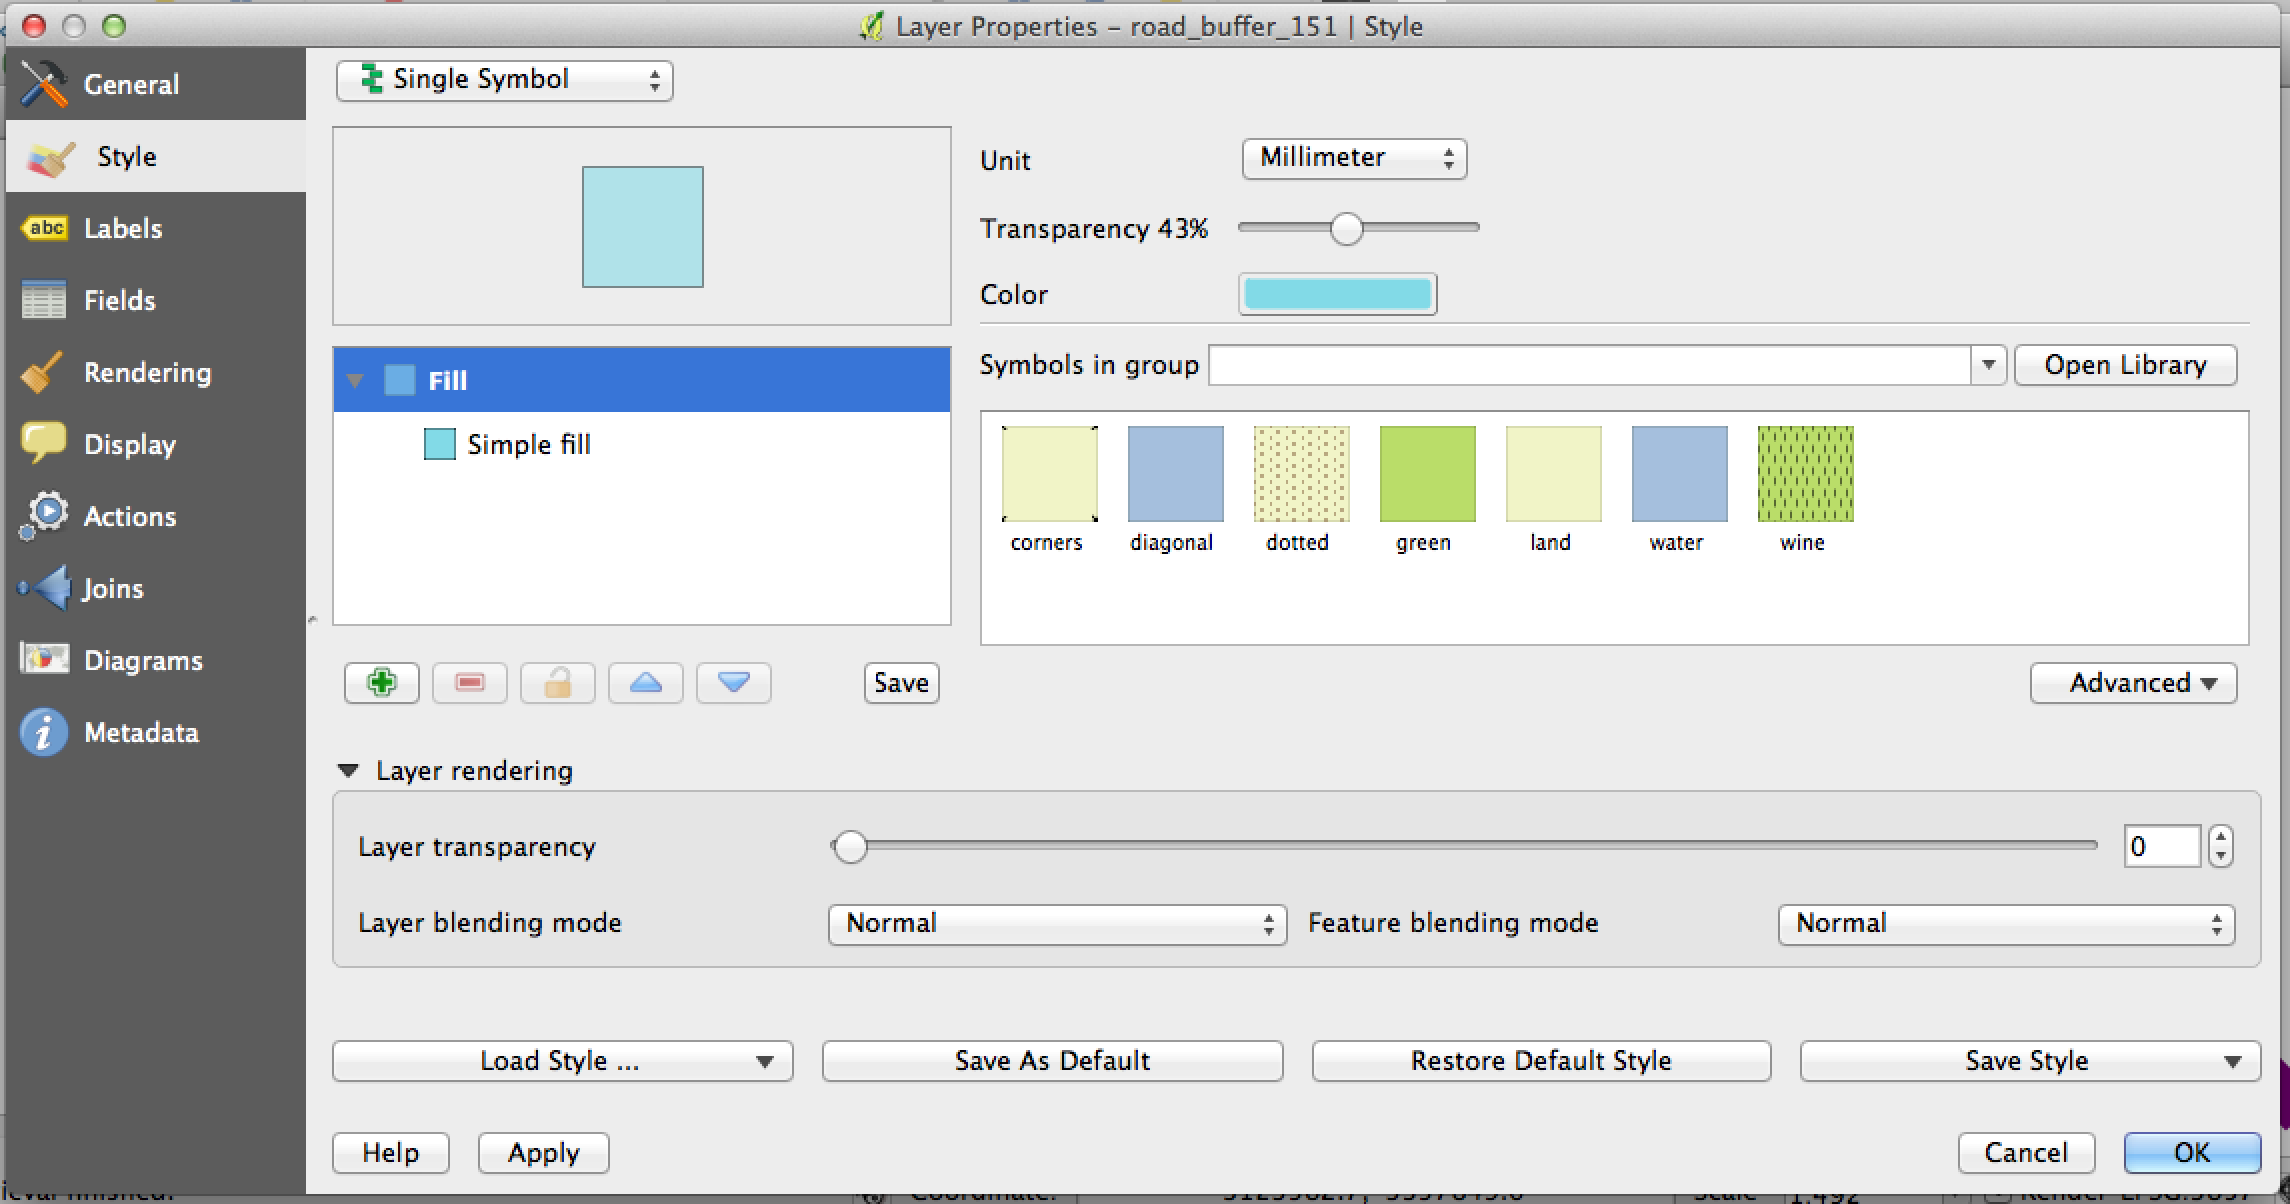 Layer Properties – road_buffer_151 | Style
General
Style
abc Labels
Fields
Rendering
Display
Actions
Joins
Diagrams
i Metadata
Single Symbol
Unit Millimeter
Transparency 43%
Color
Fill
Simple fill
Symbols in group Open Library
corners diagonal dotted green land water wine
Save
Advanced
Layer rendering
Layer transparency 0
Layer blending mode Normal Feature blending mode Normal
Load Style ... Save As Default Restore Default Style Save Style
Help Apply Cancel OK